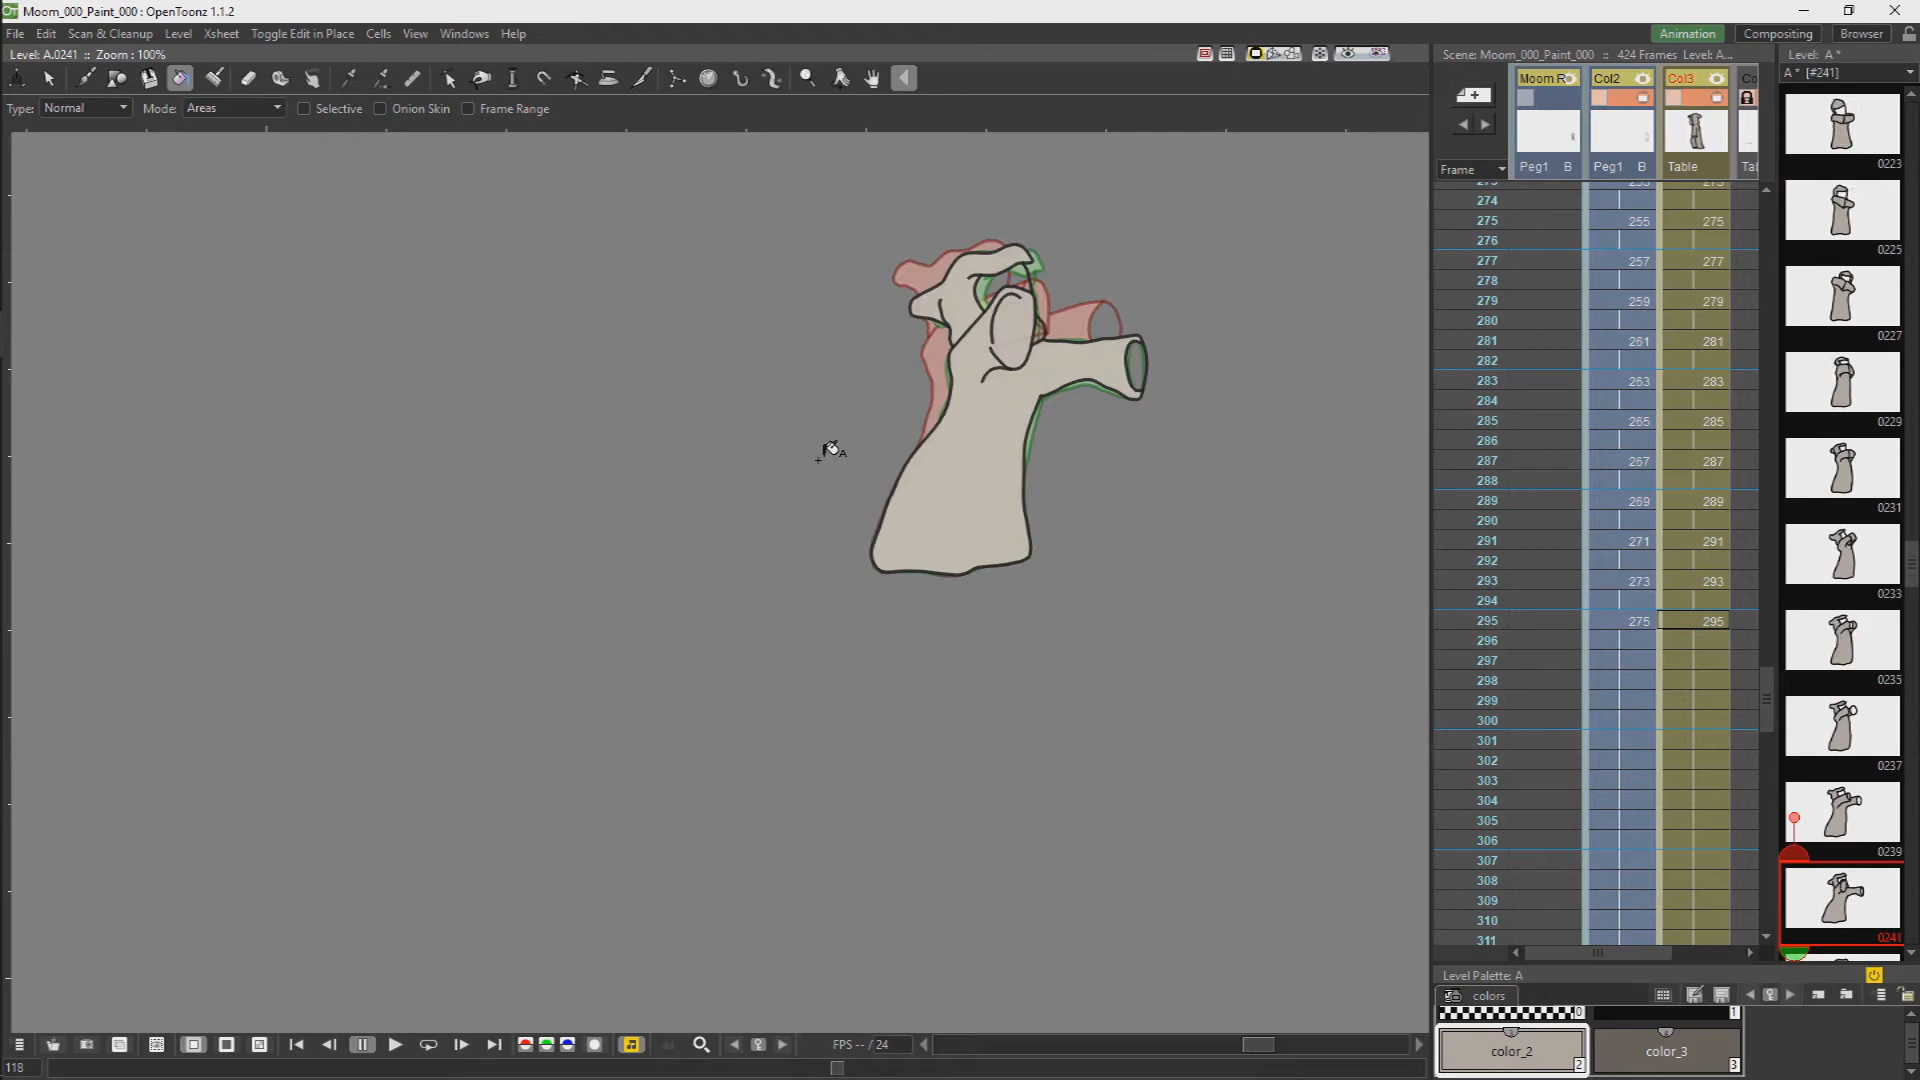 Moom_000_Paint_000 : OpenToonz 1.1.2
File Edit Scan & Cleanup Level Xsheet Toggle Edit in Place Cells View Windows Help
Animation Compositing Browser
Level: A.0241 :: Zoom : 100%
Scene: Moom_000_Paint_000 :: 424 Frames Level: A...
Level: A *
A * [#241]
Moom R Col2 Col3 Co
Type: Normal Mode: Areas Selective Onion Skin Frame Range
Frame Peg1 B Peg1 B Table Tal
0223
274
275 255 275
276
0225
277 257 277
278
279 259 279
280
0227
281 261 281
282
283 263 283
284
285 265 285
0229
286
287 267 287
288
289 269 289
0231
290
291 271 291
292
293 273 293
0233
294
295 275 295
296
297
298
0235
299
300
301
302
0237
303
304
305
306
0239
307
308
309
310
0241
311
Level Palette: A
colors
0 1
color_2 2
color_3 3
FPS -- / 24
118